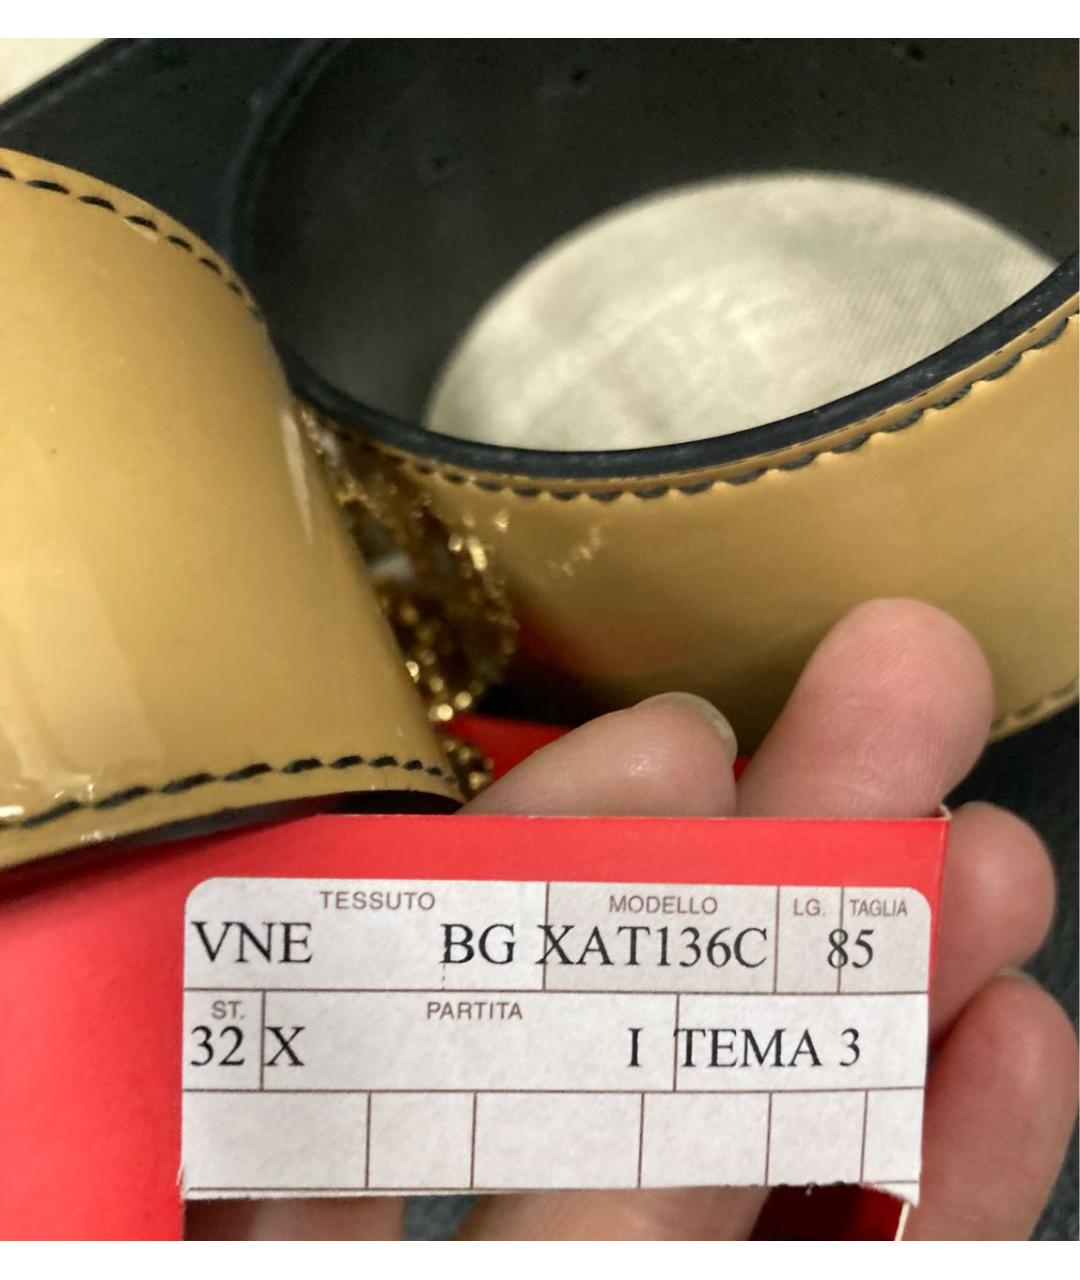 TESSUTO MODELLO LG. TAGLIA
VNE BG XAT136C 85
ST. PARTITA
32 X I TEMA 3